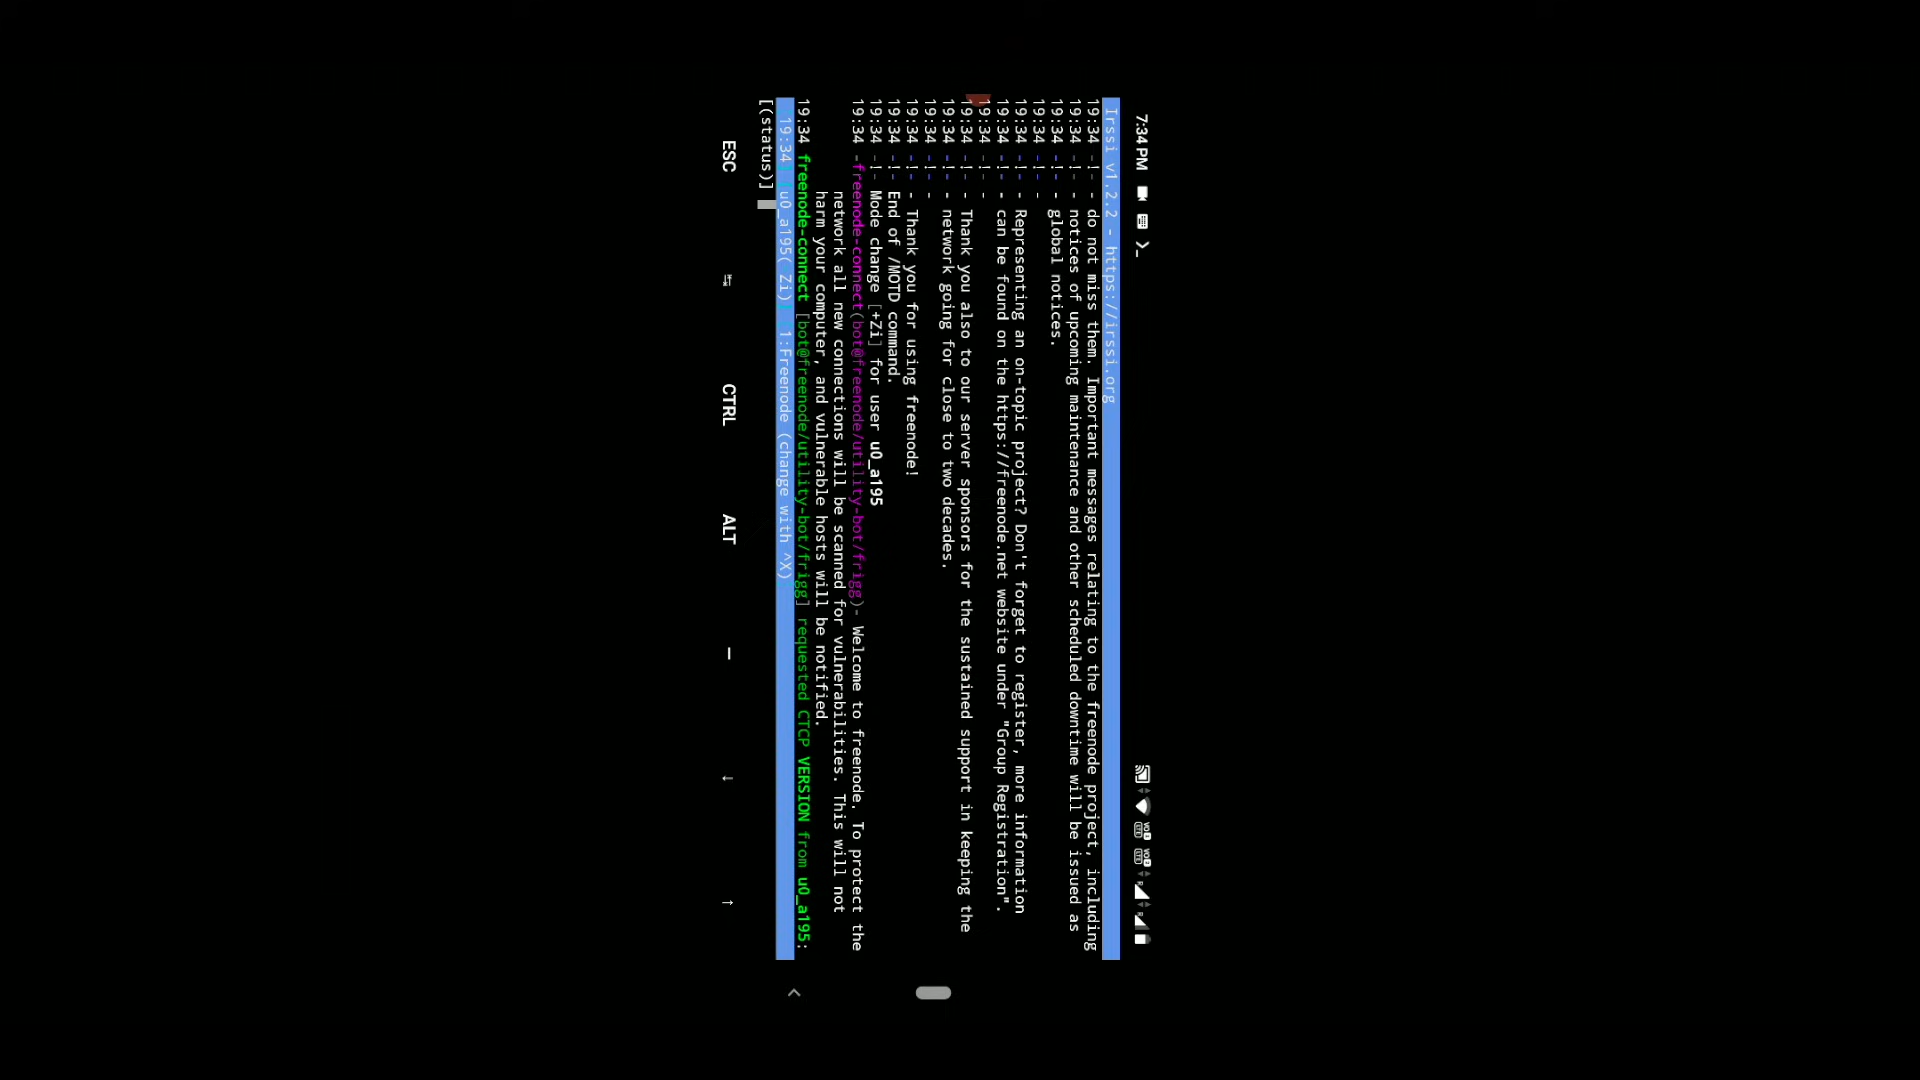 7:34 PM
Irssi v1.2.2 - https://irssi.org
19:34 -!- - do not miss them. Important messages relating to the freenode project, including
19:34 -!- - notices of upcoming maintenance and other scheduled downtime will be issued as
19:34 -!- - global notices.
19:34 -!- -
19:34 -!- - Representing an on-topic project? Don't forget to register, more information
19:34 -!- - can be found on the https://freenode.net website under "Group Registration".
19:34 -!- -
19:34 -!- - Thank you also to our server sponsors for the sustained support in keeping the
19:34 -!- - network going for close to two decades.
19:34 -!- -
19:34 -!- - Thank you for using freenode!
19:34 -!- End of /MOTD command.
19:34 -!- Mode change [+Zi] for user u0_a195
19:34 -freenode-connect(bot@freenode/utility-bot/frigg)- Welcome to freenode. To protect the
network all new connections will be scanned for vulnerabilities. This will not
harm your computer, and vulnerable hosts will be notified.
19:34 freenode-connect [bot@freenode/utility-bot/frigg] requested CTCP VERSION from u0_a195:
[19:34] [u0_a195(+Zi)] [1:Freenode (change with ^X)]
[(status)]
ESC ↹ CTRL ALT — ↓ ↑